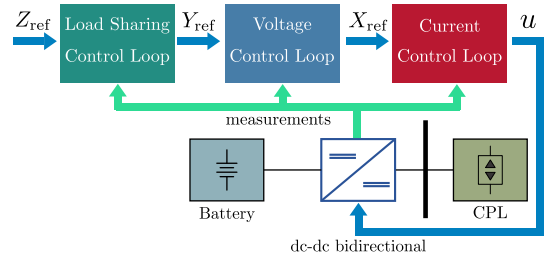 Z_ref
Load Sharing
Control Loop
Y_ref
Voltage
Control Loop
X_ref
Current
Control Loop
u
measurements
Battery
CPL
dc-dc bidirectional